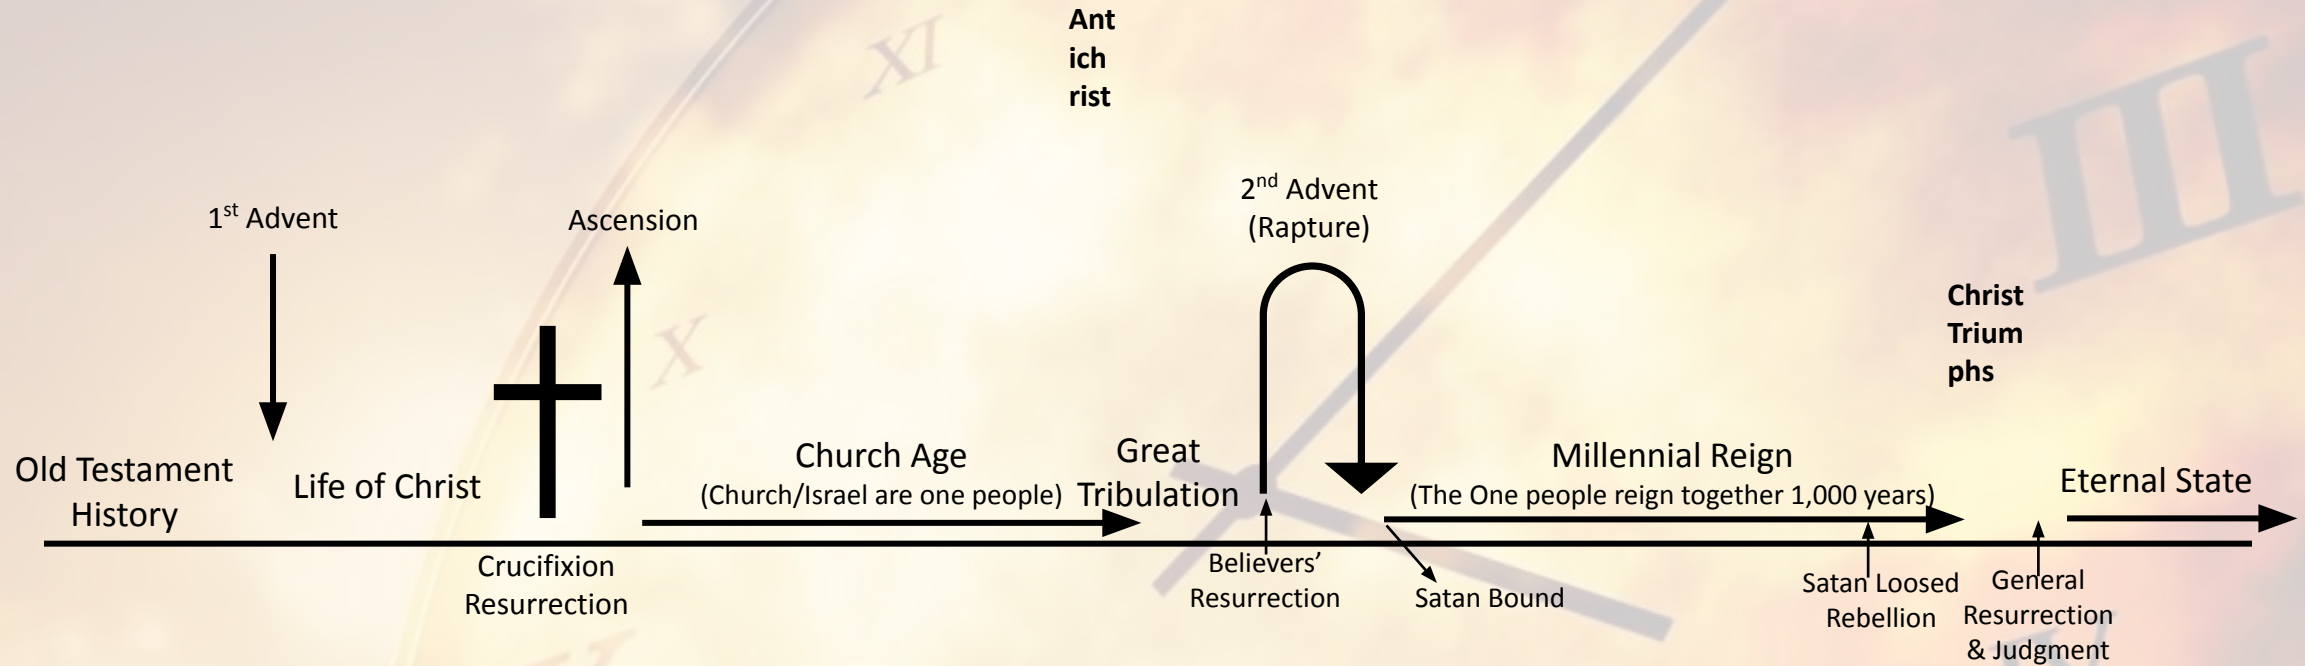 Ant
ich
rist
1st Advent
Ascension
2nd Advent
(Rapture)
Christ
Trium
phs
Old Testament
History
Life of Christ
Church Age
(Church/Israel are one people)
Great
Tribulation
Millennial Reign
(The One people reign together 1,000 years)
Eternal State
Crucifixion
Resurrection
Believers’
Resurrection
Satan Bound
Satan Loosed
Rebellion
General
Resurrection
& Judgment
XI
X
III